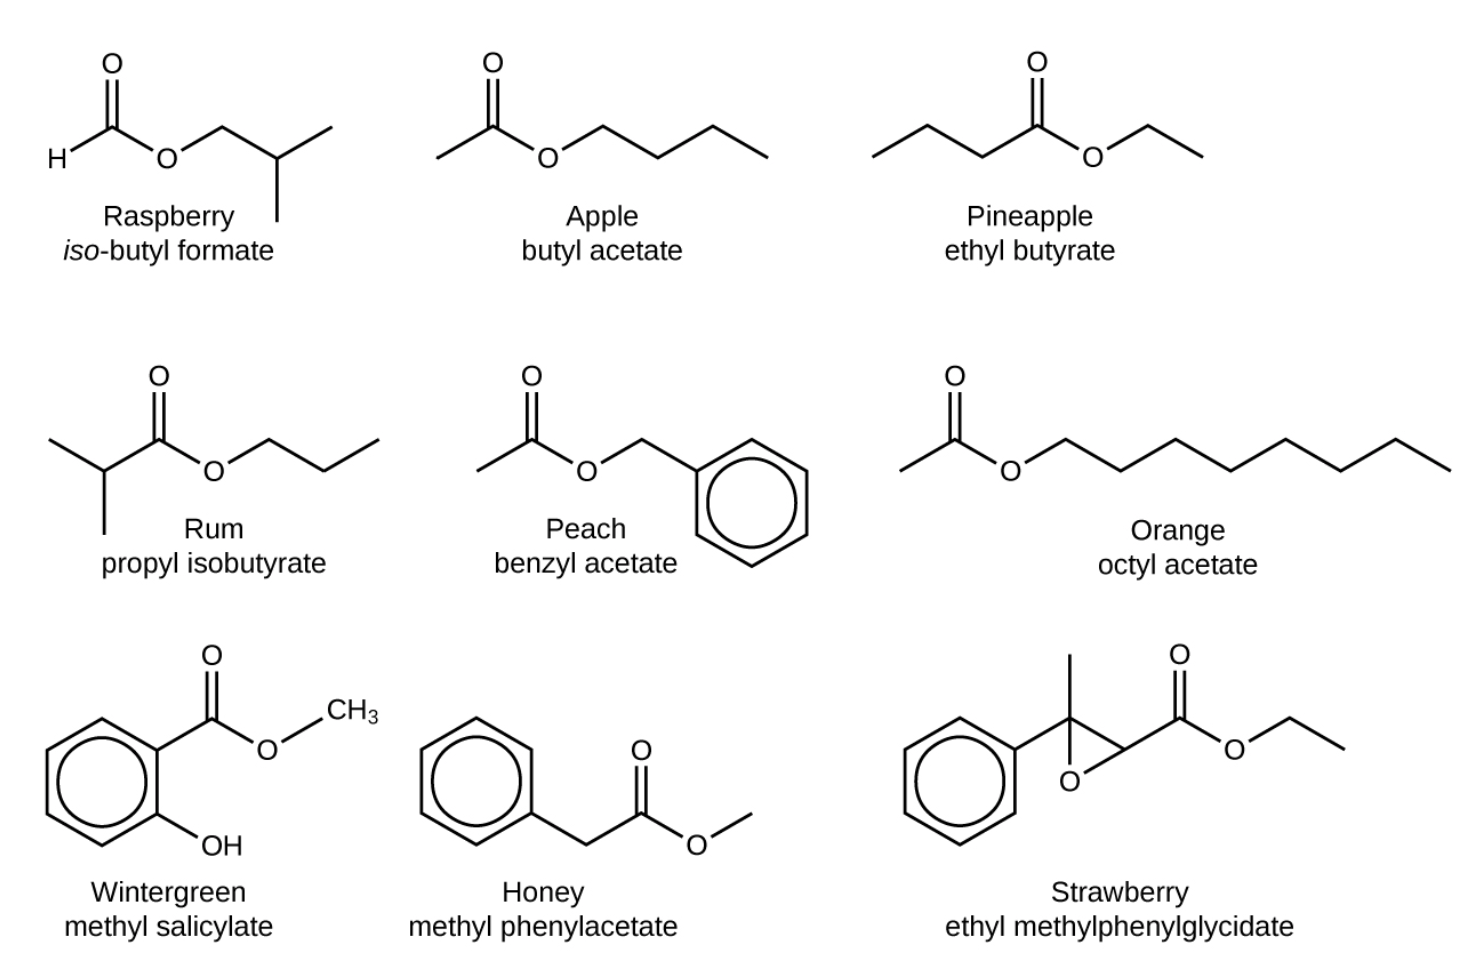 O
H
O
Raspberry
iso-butyl formate
O
O
Apple
butyl acetate
O
O
Pineapple
ethyl butyrate
O
O
Rum
propyl isobutyrate
O
O
Peach
benzyl acetate
O
O
Orange
octyl acetate
O
CH3
O
OH
Wintergreen
methyl salicylate
O
O
Honey
methyl phenylacetate
O
O
O
Strawberry
ethyl methylphenylglycidate